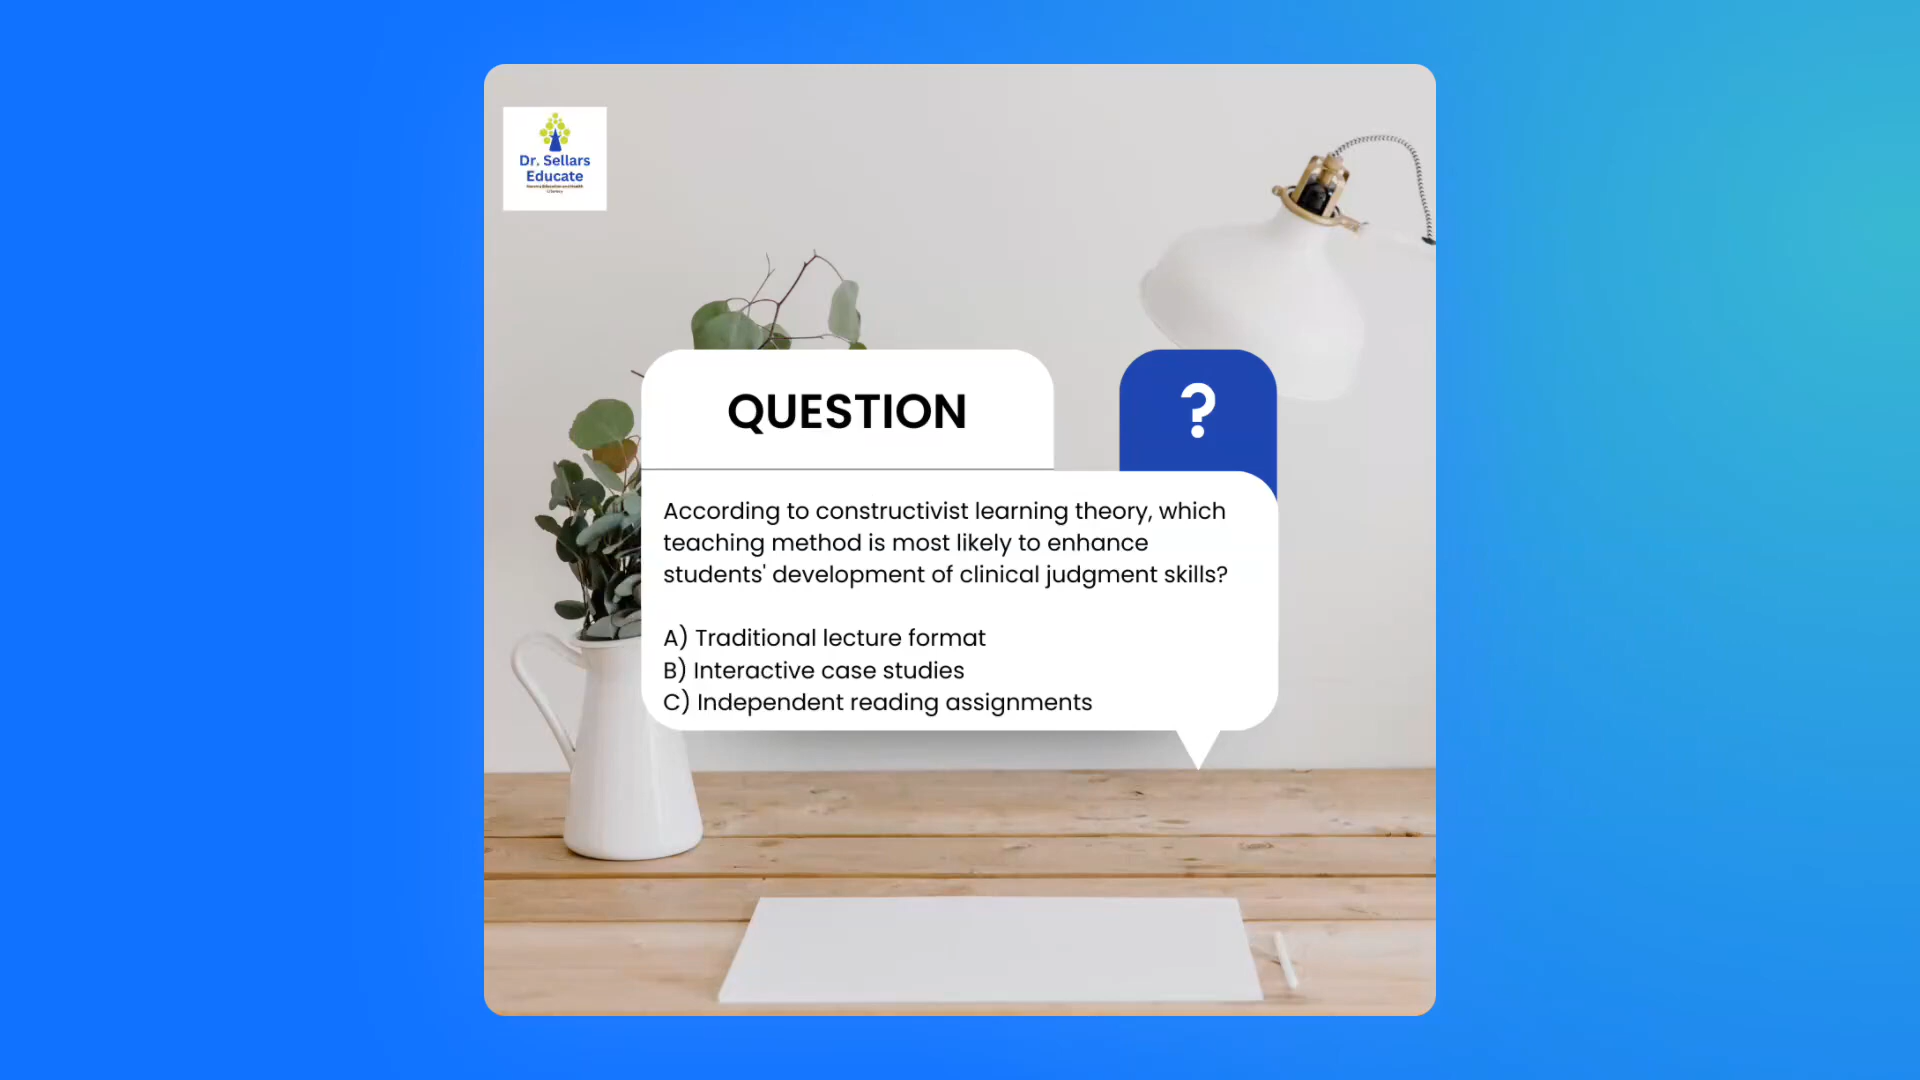 Dr. Sellars
Educate
QUESTION
?
According to constructivist learning theory, which
teaching method is most likely to enhance
students' development of clinical judgment skills?
A) Traditional lecture format
B) Interactive case studies
C) Independent reading assignments